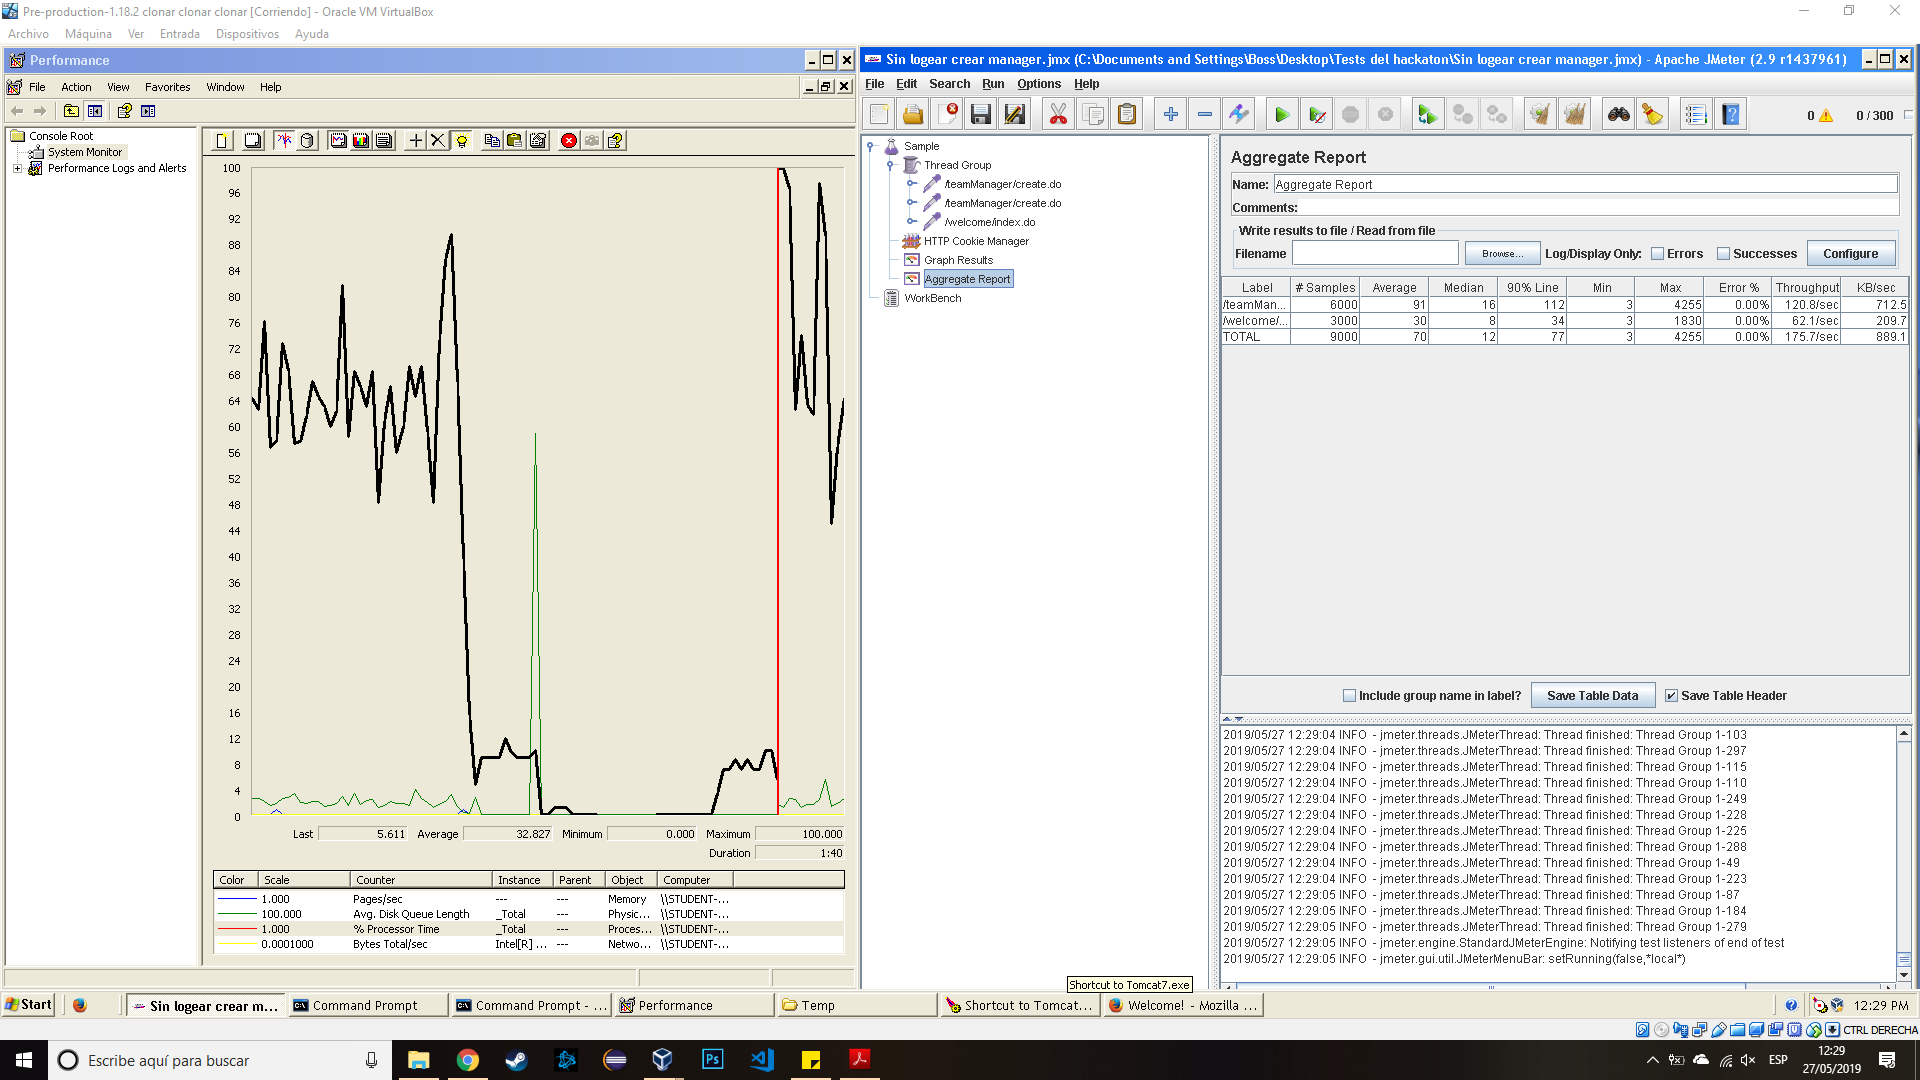 Pre-production-1.18.2 clonar clonar clonar [Corriendo] - Oracle VM VirtualBox
Archivo Máquina Ver Entrada Dispositivos Ayuda
Performance
File Action View Favorites Window Help
Console Root
System Monitor
Performance Logs and Alerts
100
96
92
88
84
80
76
72
68
64
60
56
52
48
44
40
36
32
28
24
20
16
12
8
4
0
Last 5.611 Average 32.827 Minimum 0.000 Maximum 100.000
Duration 1:40
Color Scale Counter Instance Parent Object Computer
1.000 Pages/sec --- --- Memory \\STUDENT-...
100.000 Avg. Disk Queue Length _Total --- Physic... \\STUDENT-...
1.000 % Processor Time _Total --- Proces... \\STUDENT-...
0.0001000 Bytes Total/sec Intel[R] ... --- Netwo... \\STUDENT-...
Sin logear crear manager.jmx (C:\Documents and Settings\Boss\Desktop\Tests del hackaton\Sin logear crear manager.jmx) - Apache JMeter (2.9 r1437961)
File Edit Search Run Options Help
0 0 / 300
Sample
Thread Group
/teamManager/create.do
/teamManager/create.do
/welcome/index.do
HTTP Cookie Manager
Graph Results
Aggregate Report
WorkBench
Aggregate Report
Name: Aggregate Report
Comments:
Write results to file / Read from file
Filename Browse... Log/Display Only: Errors Successes Configure
Label # Samples Average Median 90% Line Min Max Error % Throughput KB/sec
/teamMan... 6000 91 16 112 3 4255 0.00% 120.8/sec 712.5
/welcome/... 3000 30 8 34 3 1830 0.00% 62.1/sec 209.7
TOTAL 9000 70 12 77 3 4255 0.00% 175.7/sec 889.1
Include group name in label? Save Table Data Save Table Header
2019/05/27 12:29:04 INFO - jmeter.threads.JMeterThread: Thread finished: Thread Group 1-103
2019/05/27 12:29:04 INFO - jmeter.threads.JMeterThread: Thread finished: Thread Group 1-297
2019/05/27 12:29:04 INFO - jmeter.threads.JMeterThread: Thread finished: Thread Group 1-115
2019/05/27 12:29:04 INFO - jmeter.threads.JMeterThread: Thread finished: Thread Group 1-110
2019/05/27 12:29:04 INFO - jmeter.threads.JMeterThread: Thread finished: Thread Group 1-249
2019/05/27 12:29:04 INFO - jmeter.threads.JMeterThread: Thread finished: Thread Group 1-228
2019/05/27 12:29:04 INFO - jmeter.threads.JMeterThread: Thread finished: Thread Group 1-225
2019/05/27 12:29:04 INFO - jmeter.threads.JMeterThread: Thread finished: Thread Group 1-288
2019/05/27 12:29:04 INFO - jmeter.threads.JMeterThread: Thread finished: Thread Group 1-49
2019/05/27 12:29:04 INFO - jmeter.threads.JMeterThread: Thread finished: Thread Group 1-223
2019/05/27 12:29:05 INFO - jmeter.threads.JMeterThread: Thread finished: Thread Group 1-87
2019/05/27 12:29:05 INFO - jmeter.threads.JMeterThread: Thread finished: Thread Group 1-184
2019/05/27 12:29:05 INFO - jmeter.threads.JMeterThread: Thread finished: Thread Group 1-279
2019/05/27 12:29:05 INFO - jmeter.engine.StandardJMeterEngine: Notifying test listeners of end of test
2019/05/27 12:29:05 INFO - jmeter.gui.util.JMeterMenuBar: setRunning(false,*local*)
Shortcut to Tomcat7.exe
Start Sin logear crear m... Command Prompt Command Prompt - ... Performance Temp Shortcut to Tomcat... Welcome! - Mozilla ... 12:29 PM
CTRL DERECHA
Escribe aquí para buscar ESP 12:29
27/05/2019